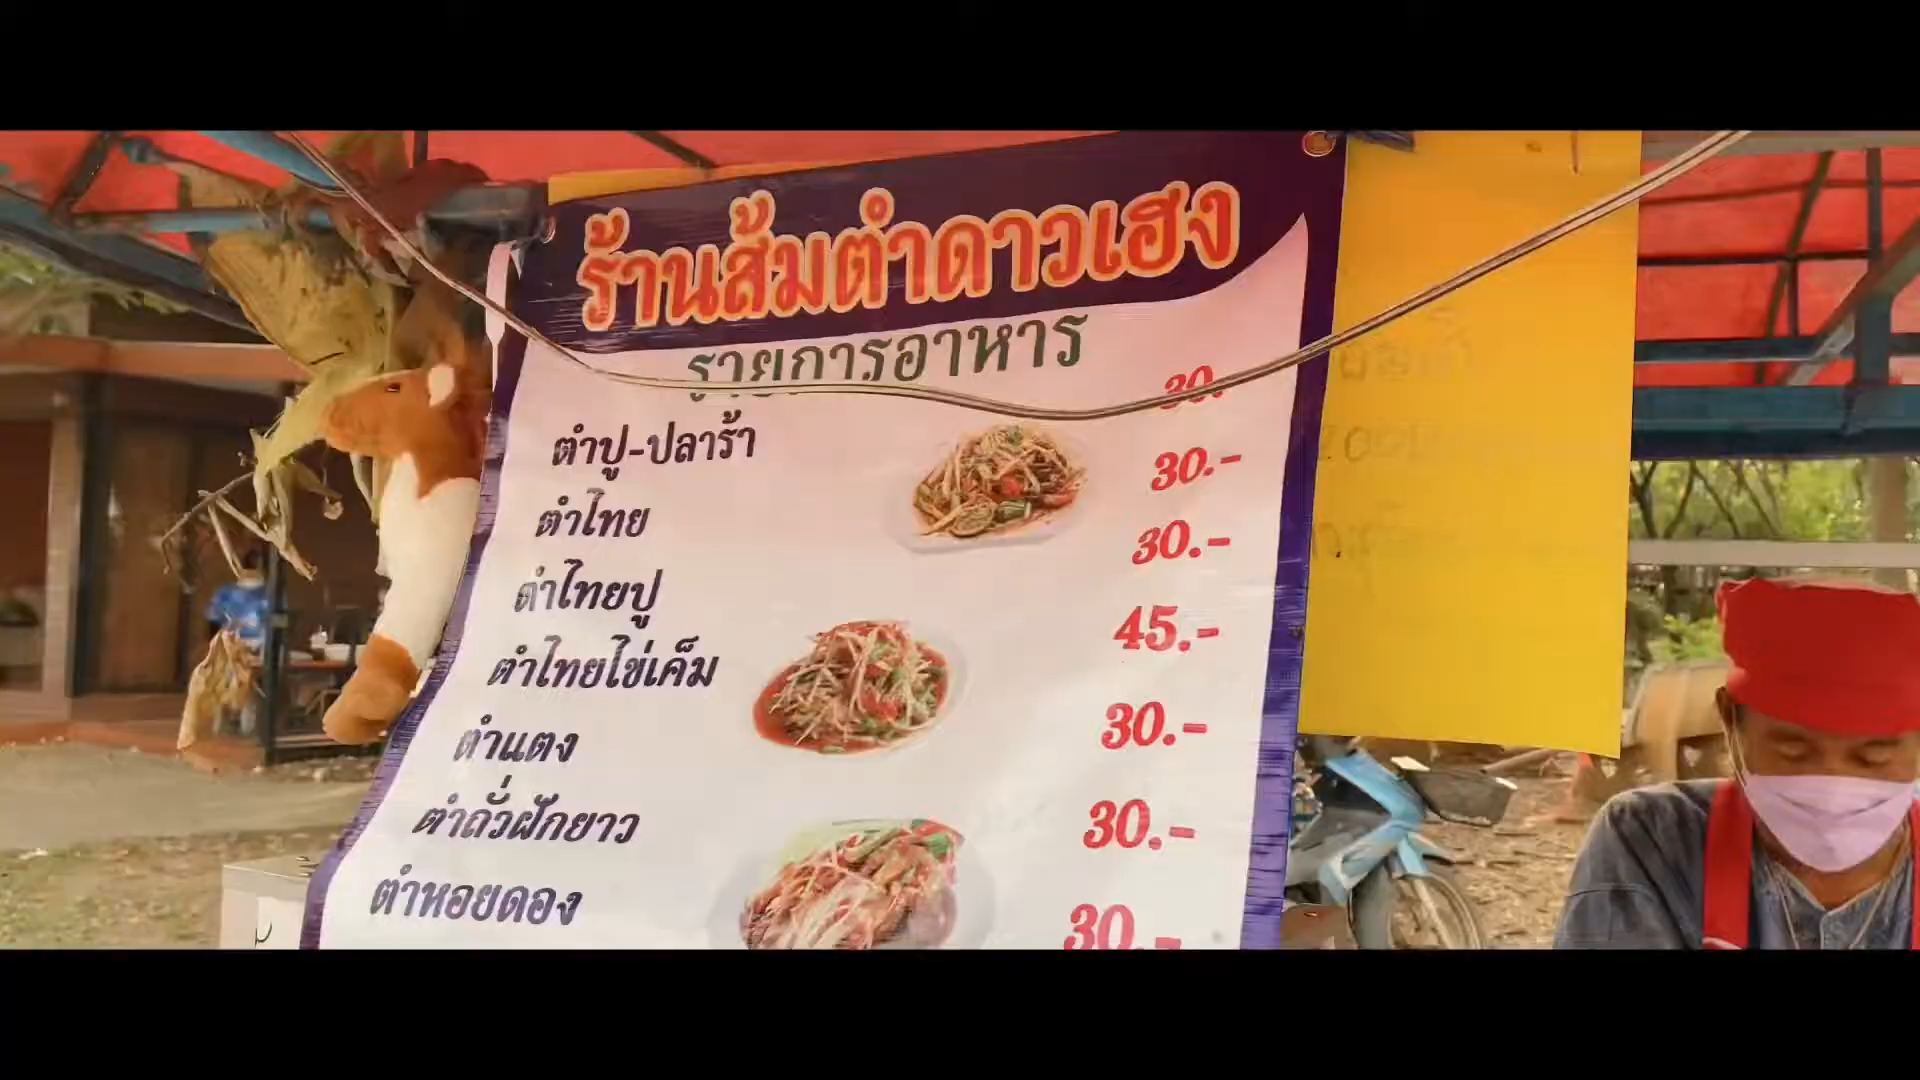 ร้านส้มตำดาวเฮง
รายการอาหาร
ตำปู-ปลาร้า 30.-
ตำไทย 30.-
ตำไทยปู 30.-
ตำไทยไข่เค็ม 45.-
ตำแตง 30.-
ตำถั่วฝักยาว 30.-
ตำหอยดอง 30.-